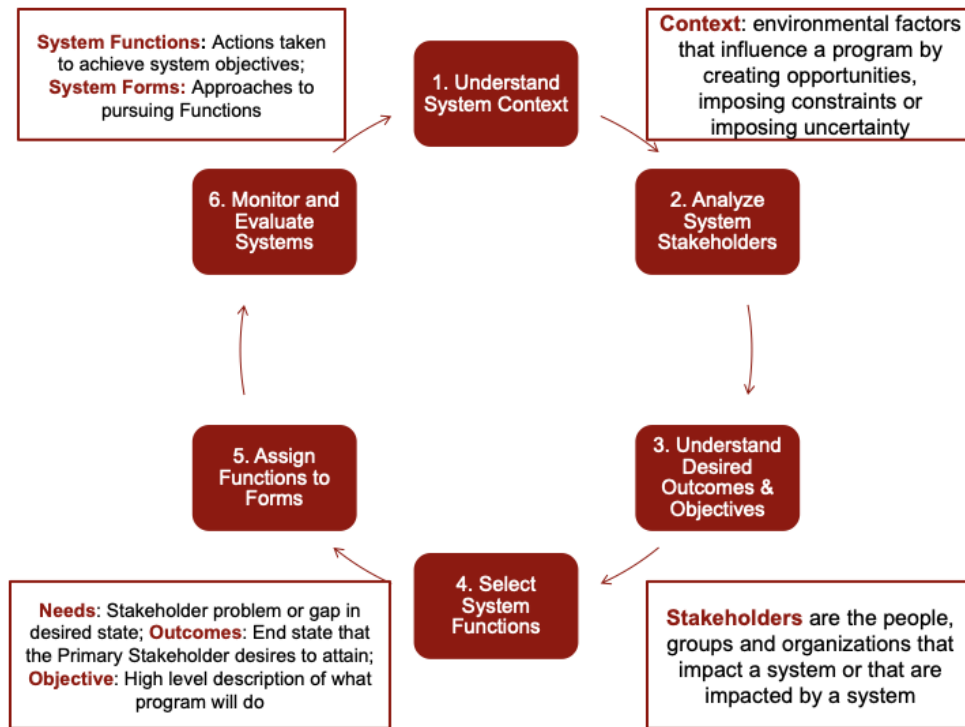 System Functions: Actions taken
to achieve system objectives;
System Forms: Approaches to
pursuing Functions
1. Understand
System Context
Context: environmental factors
that influence a program by
creating opportunities,
imposing constraints or
imposing uncertainty
6. Monitor and
Evaluate
Systems
2. Analyze
System
Stakeholders
5. Assign
Functions to
Forms
3. Understand
Desired
Outcomes &
Objectives
4. Select
System
Functions
Needs: Stakeholder problem or gap in
desired state; Outcomes: End state that
the Primary Stakeholder desires to attain;
Objective: High level description of what
program will do
Stakeholders are the people,
groups and organizations that
impact a system or that are
impacted by a system